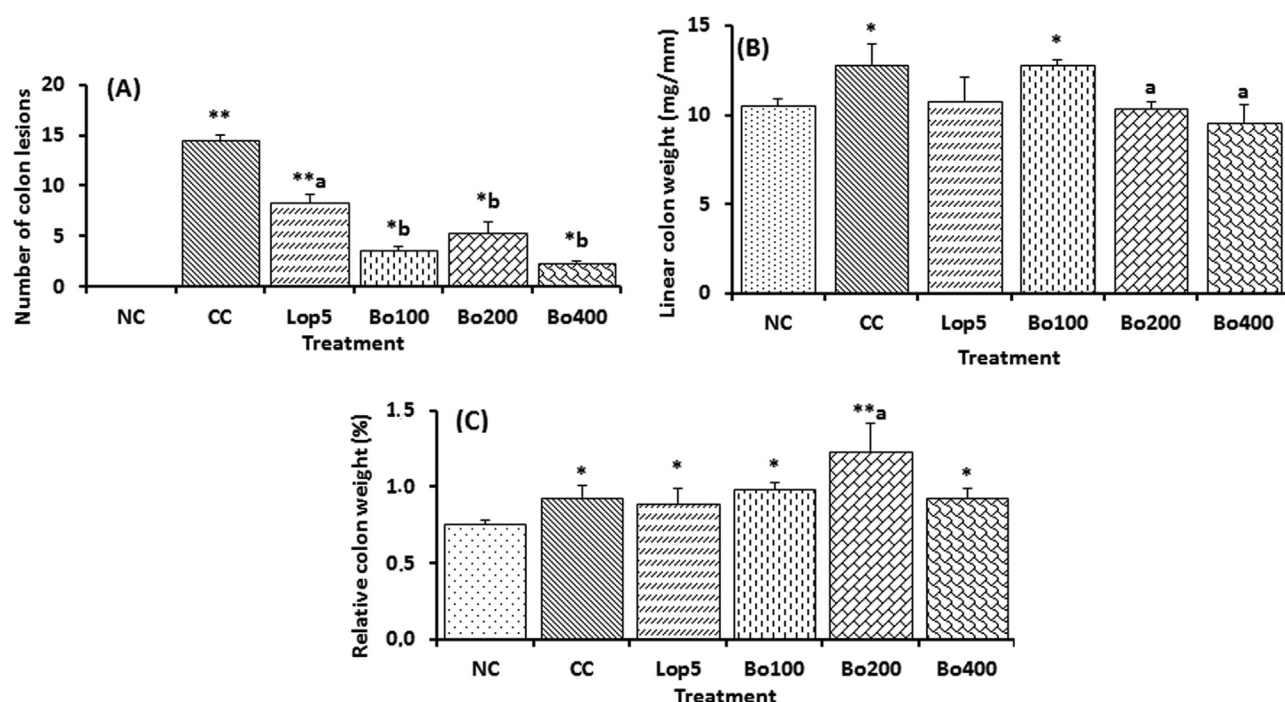 (A)
Number of colon lesions
20
15
10
5
0
**
**a
*b
*b
*b
NC CC Lop5 Bo100 Bo200 Bo400
Treatment
(B)
Linear colon weight (mg/mm)
15
10
5
0
*
*
a
a
NC CC Lop5 Bo100 Bo200 Bo400
Treatment
(C)
Relative colon weight (%)
1.5
1.0
0.5
0,0
*
*
*
**a
*
NC CC Lop5 Bo100 Bo200 Bo400
Treatment